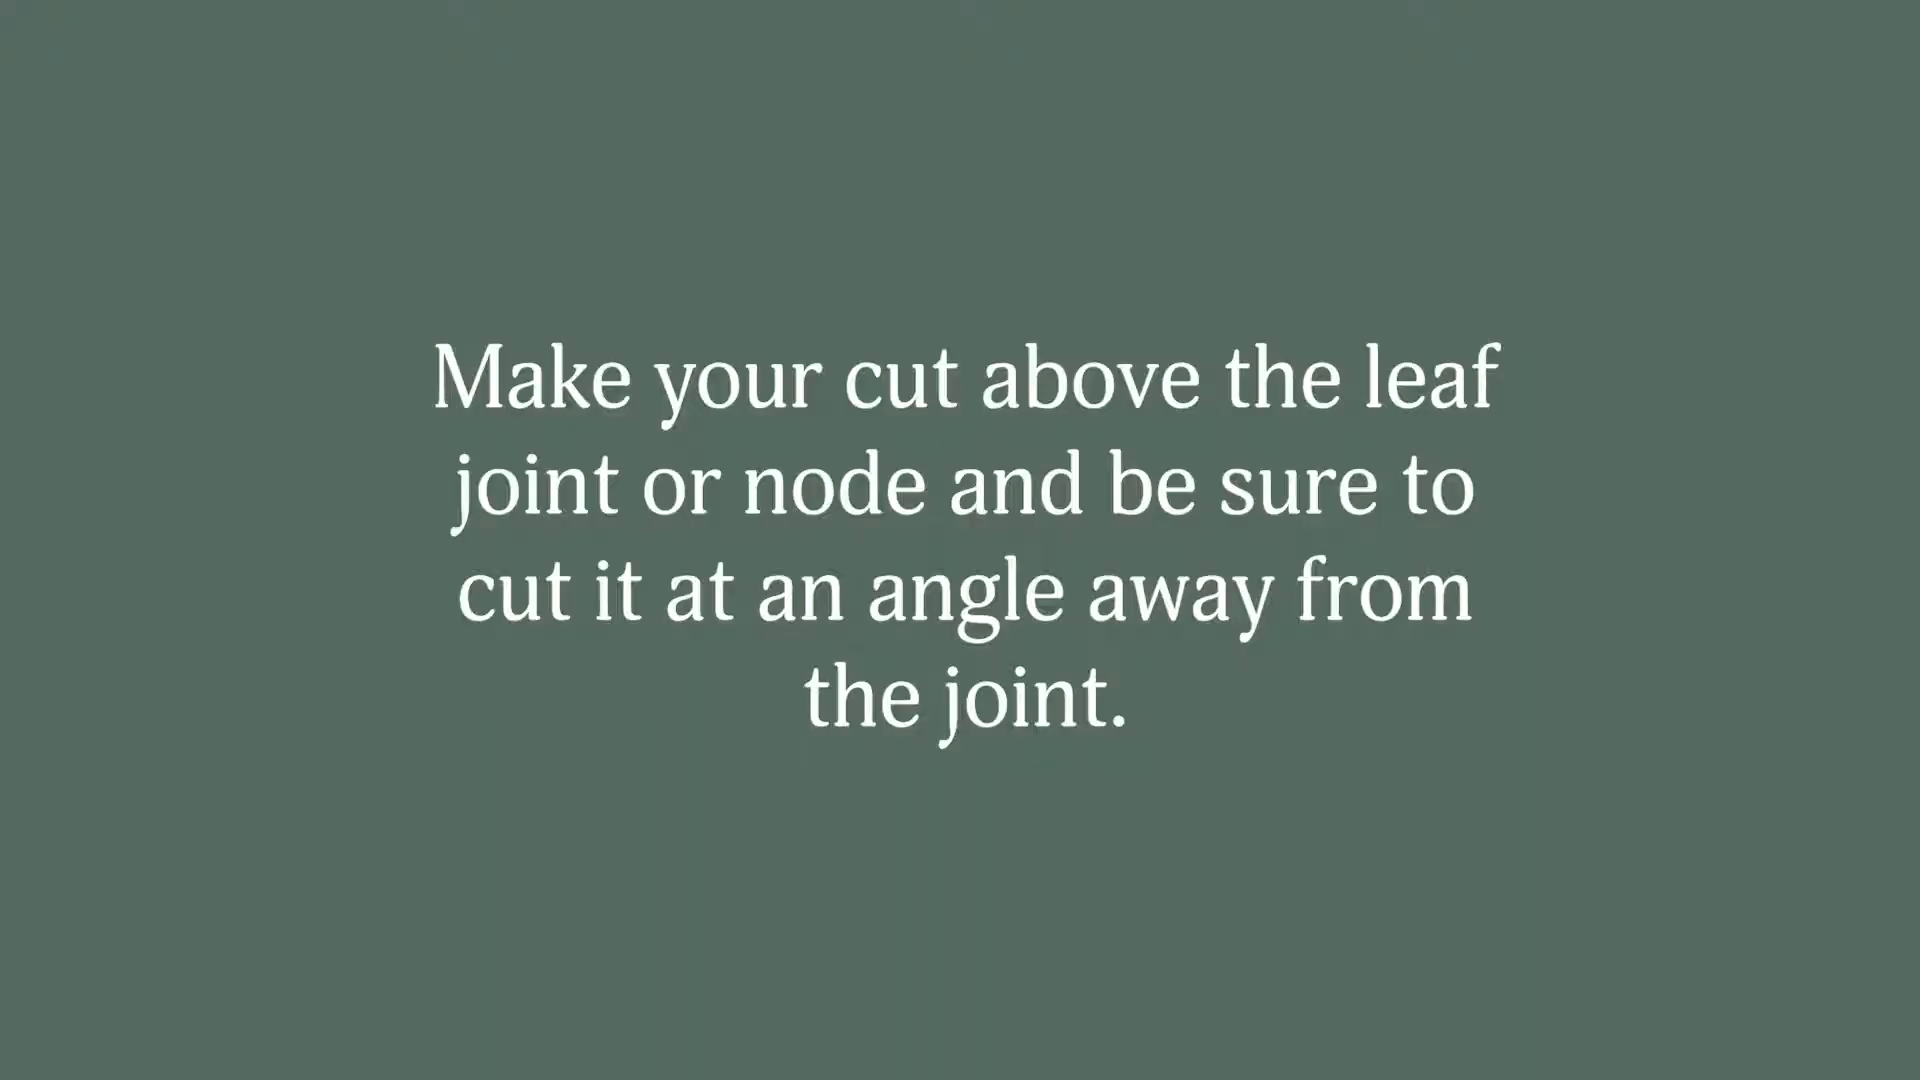 Make your cut above the leaf
joint or node and be sure to
cut it at an angle away from
the joint.